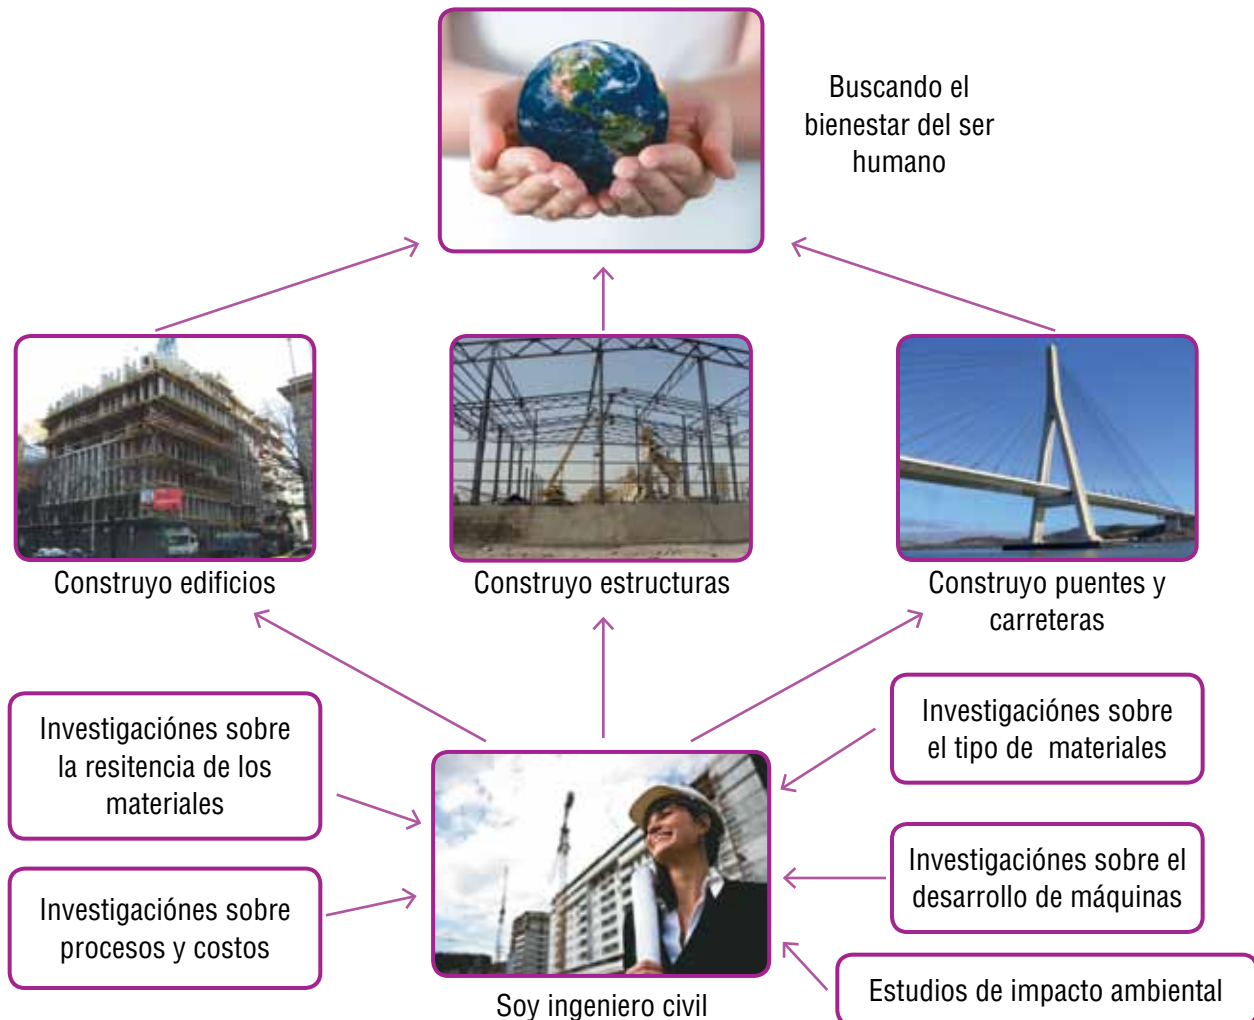 Buscando el
bienestar del ser
humano
Construyo edificios
Construyo estructuras
Construyo puentes y
carreteras
Investigaciónes sobre
la resitencia de los
materiales
Investigaciónes sobre
el tipo de materiales
Investigaciónes sobre
procesos y costos
Investigaciónes sobre el
desarrollo de máquinas
Estudios de impacto ambiental
Soy ingeniero civil